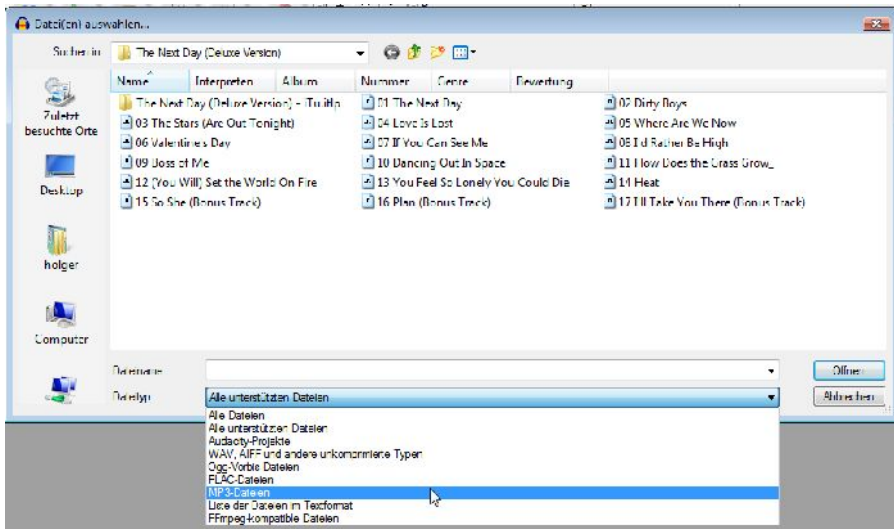 Datei(en) auswählen...
Suchen in: The Next Day (Deluxe Version)
Name Interpreten Album Nummer Genre Bewertung
The Next Day (Deluxe Version) - iTunes LP 01 The Next Day 02 Dirty Boys
03 The Stars (Are Out Tonight) 04 Love Is Lost 05 Where Are We Now
06 Valentine's Day 07 If You Can See Me 08 I'd Rather Be High
09 Boss of Me 10 Dancing Out In Space 11 How Does the Grass Grow_
12 (You Will) Set the World On Fire 13 You Feel So Lonely You Could Die 14 Heat
15 So She (Bonus Track) 16 Plan (Bonus Track) 17 I'll Take You There (Bonus Track)
Zuletzt
besuchte Orte
Desktop
holger
Computer
Dateiname: Öffnen
Dateityp: Alle unterstützten Dateien Abbrechen
Alle Dateien
Alle unterstützten Dateien
Audacity-Projekte
WAV, AIFF und andere unkomprimierte Typen
Ogg-Vorbis Dateien
FLAC-Dateien
MP3-Dateien
Liste der Dateien im Textformat
FFmpeg-kompatible Dateien